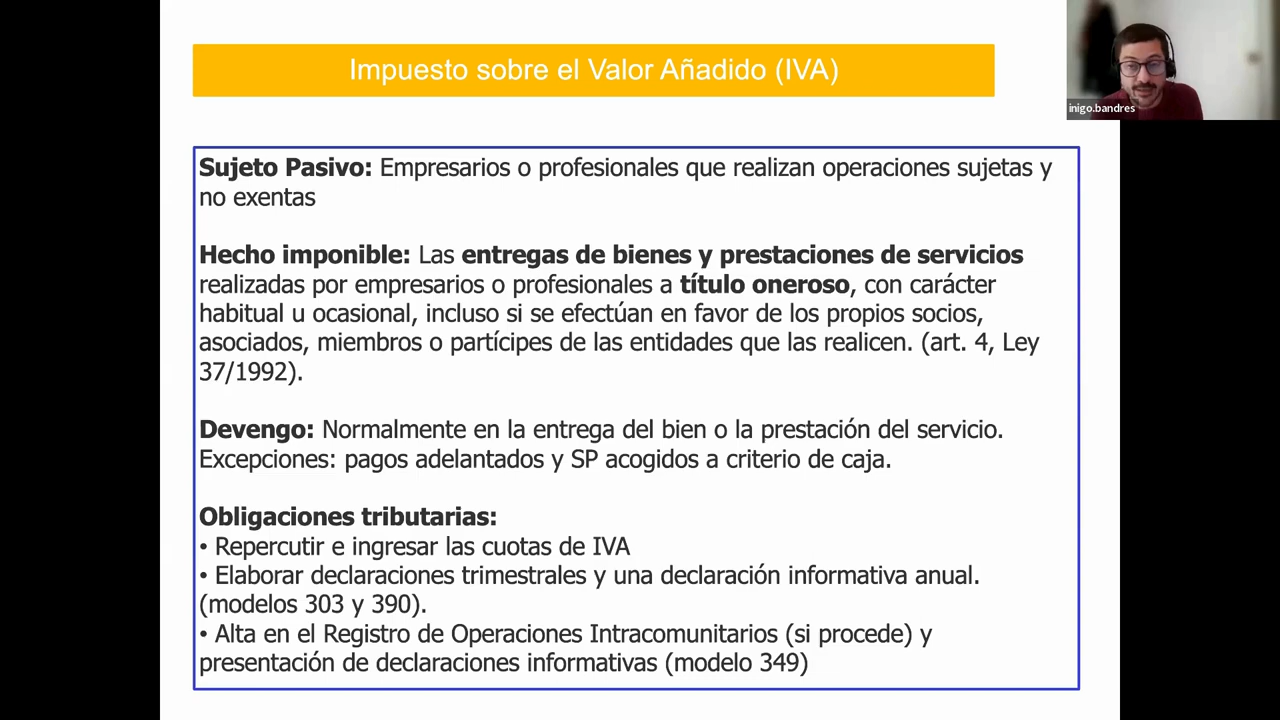 Impuesto sobre el Valor Añadido (IVA)
inigo.bandres
Sujeto Pasivo: Empresarios o profesionales que realizan operaciones sujetas y
no exentas
Hecho imponible: Las entregas de bienes y prestaciones de servicios
realizadas por empresarios o profesionales a título oneroso, con carácter
habitual u ocasional, incluso si se efectúan en favor de los propios socios,
asociados, miembros o partícipes de las entidades que las realicen. (art. 4, Ley
37/1992).
Devengo: Normalmente en la entrega del bien o la prestación del servicio.
Excepciones: pagos adelantados y SP acogidos a criterio de caja.
Obligaciones tributarias:
• Repercutir e ingresar las cuotas de IVA
• Elaborar declaraciones trimestrales y una declaración informativa anual.
(modelos 303 y 390).
• Alta en el Registro de Operaciones Intracomunitarios (si procede) y
presentación de declaraciones informativas (modelo 349)